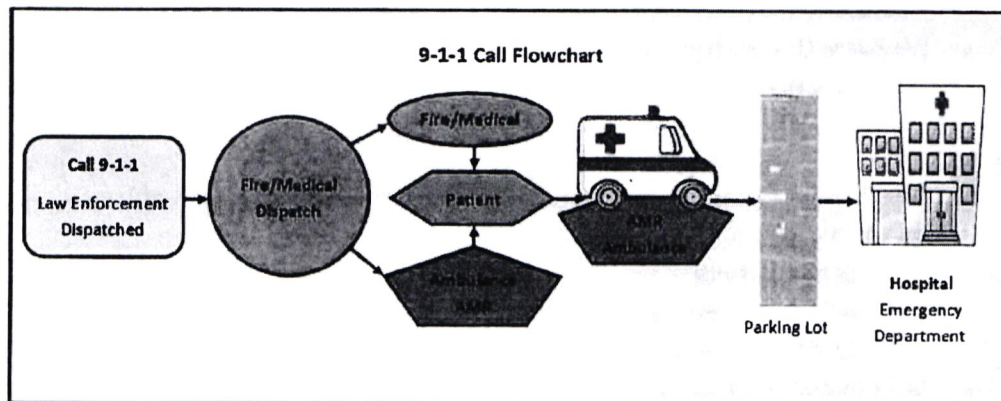 9-1-1 Call Flowchart
Call 9-1-1
Law Enforcement
Dispatched
Fire/Medical
Dispatch
Fire/Medical
Patient
Ambulance
AMR
AMR
Ambulance
Parking Lot
Hospital
Emergency
Department